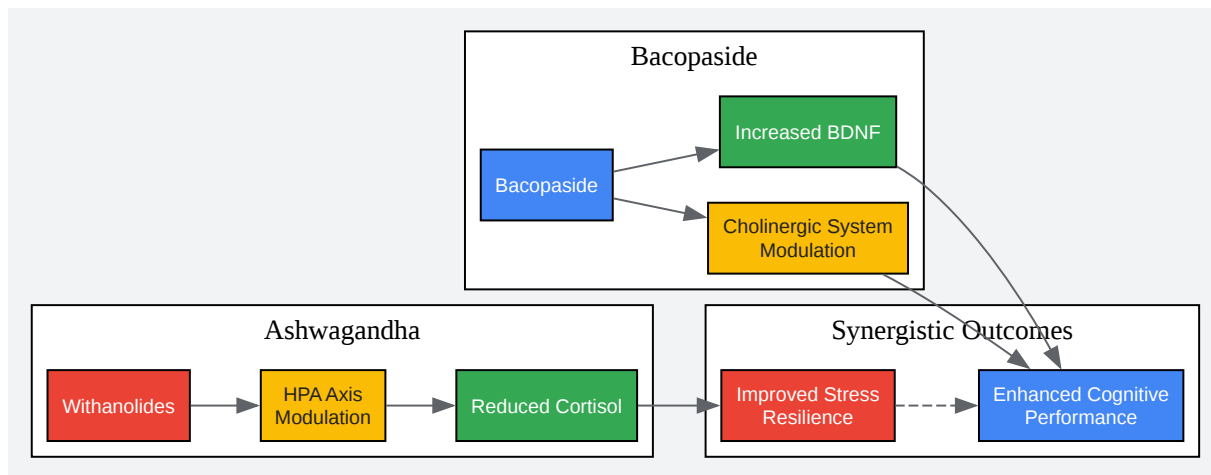 Bacopaside
Increased BDNF
Bacopaside
Cholinergic System
Modulation
Ashwagandha
Withanolides
HPA Axis
Modulation
Reduced Cortisol
Synergistic Outcomes
Improved Stress
Resilience
Enhanced Cognitive
Performance